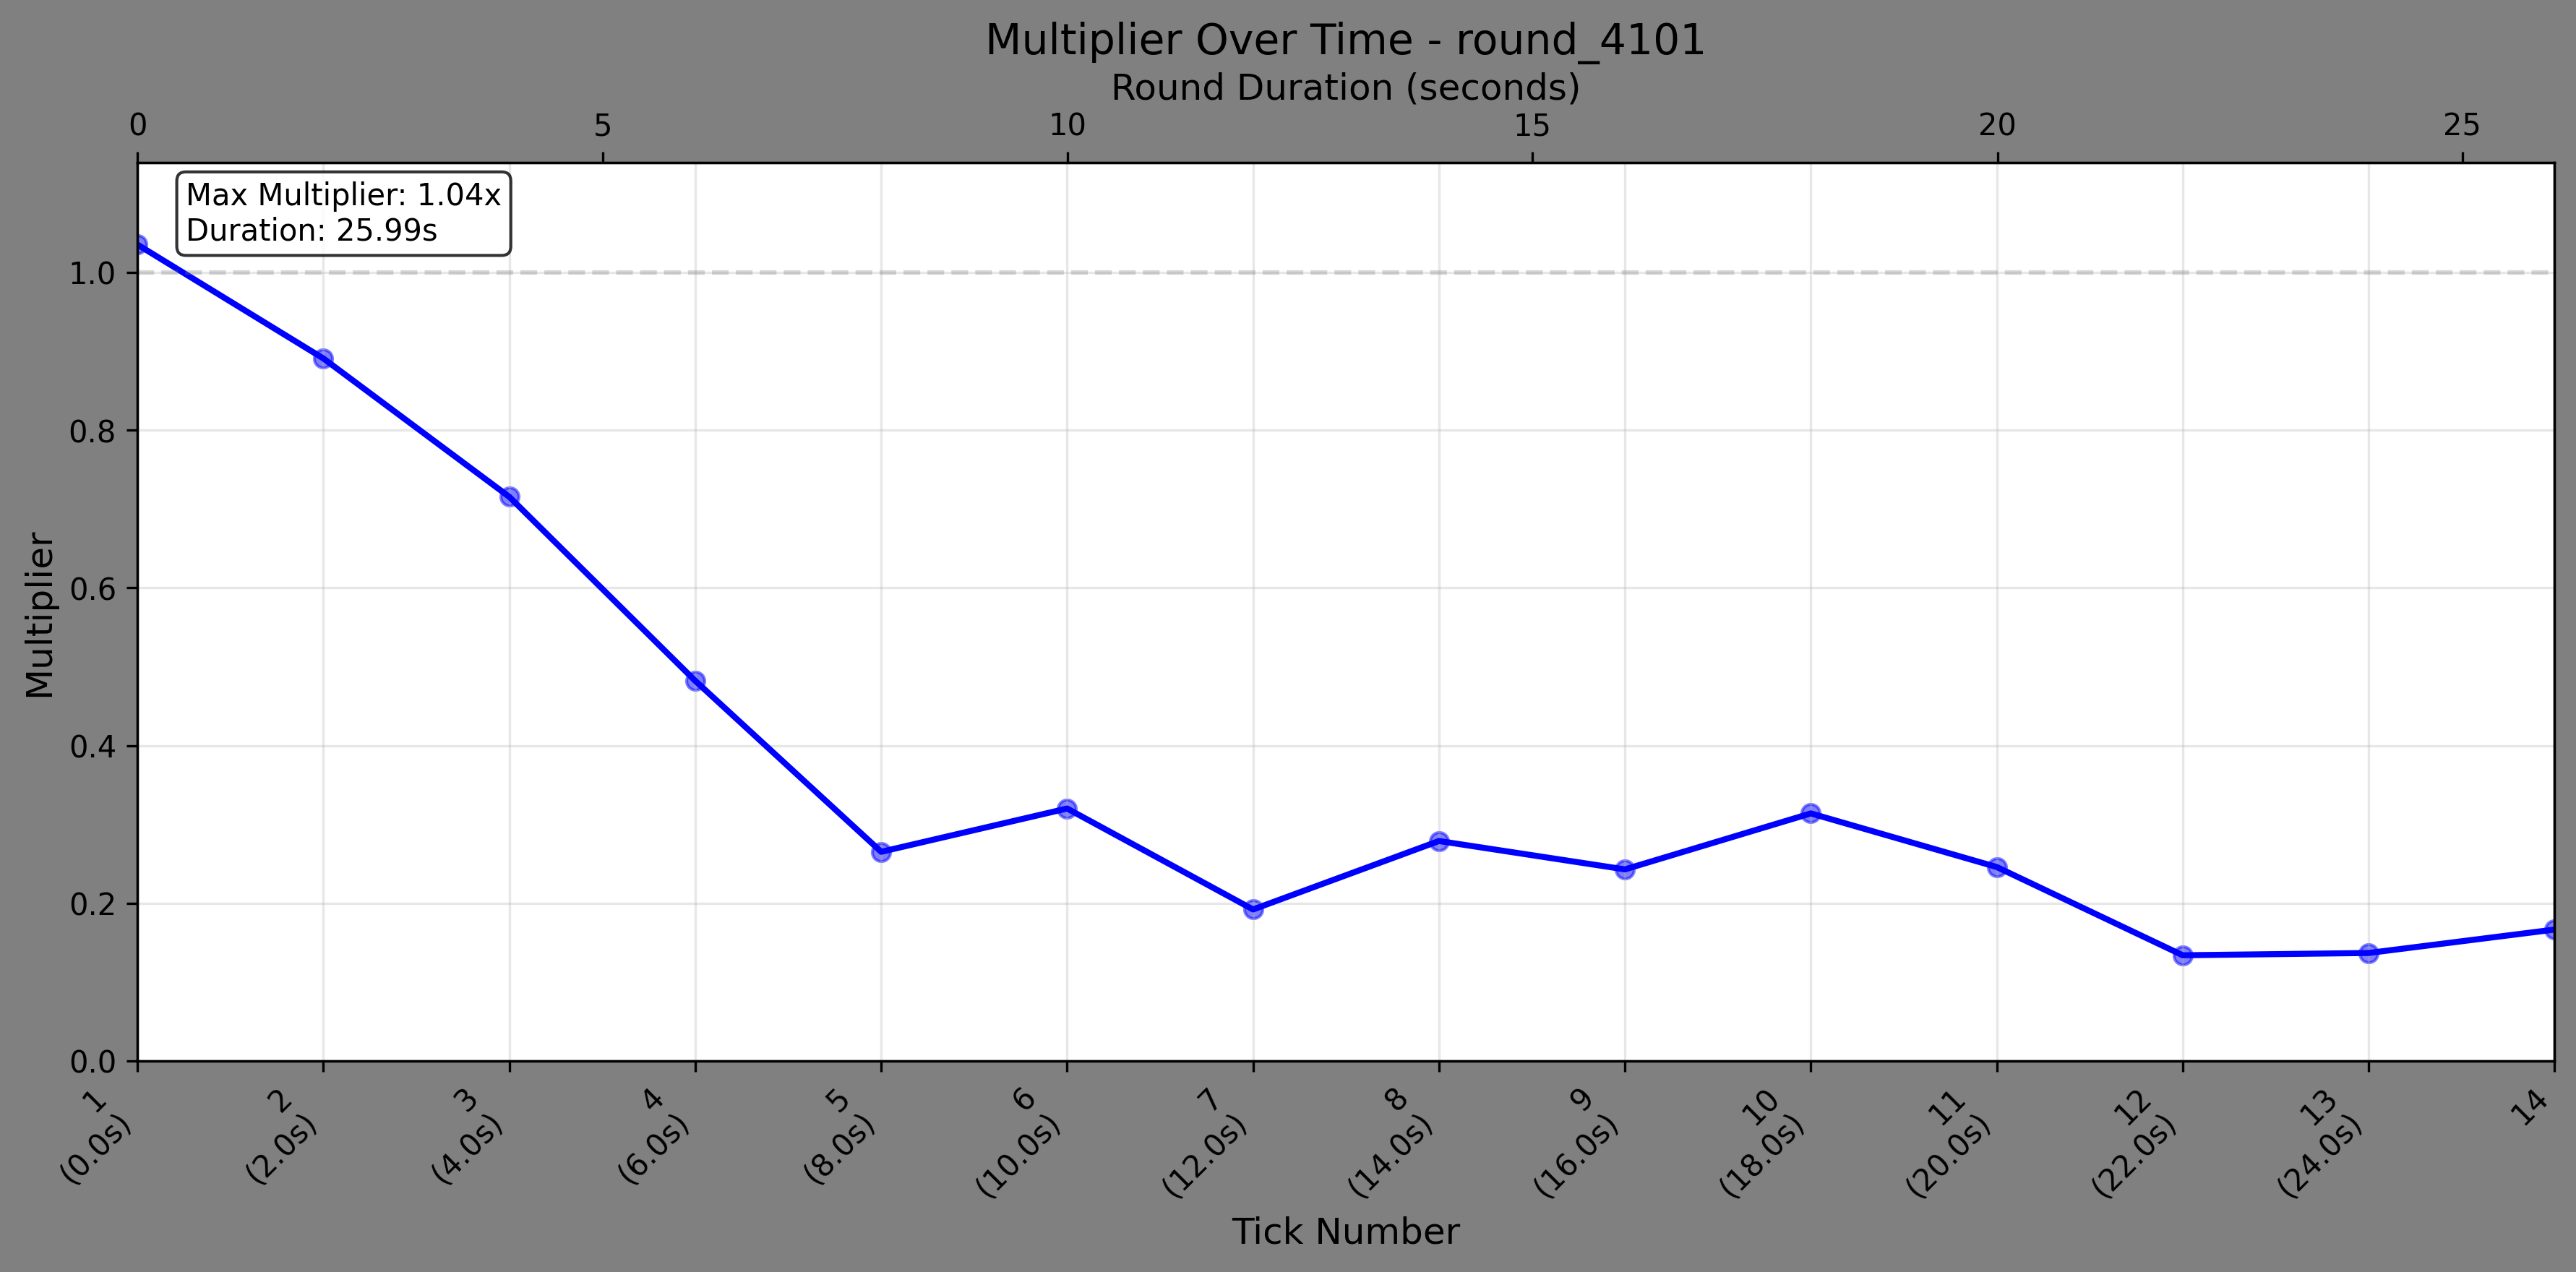 Multiplier Over Time - round_4101
Round Duration (seconds)
0 5 10 15 20 25
Max Multiplier: 1.04x
Duration: 25.99s
Multiplier
1.0
0.8
0.6
0.4
0.2
0.0
1
(0.0s)
2
(2.0s)
3
(4.0s)
4
(6.0s)
5
(8.0s)
6
(10.0s)
7
(12.0s)
8
(14.0s)
9
(16.0s)
10
(18.0s)
11
(20.0s)
12
(22.0s)
13
(24.0s)
14
Tick Number